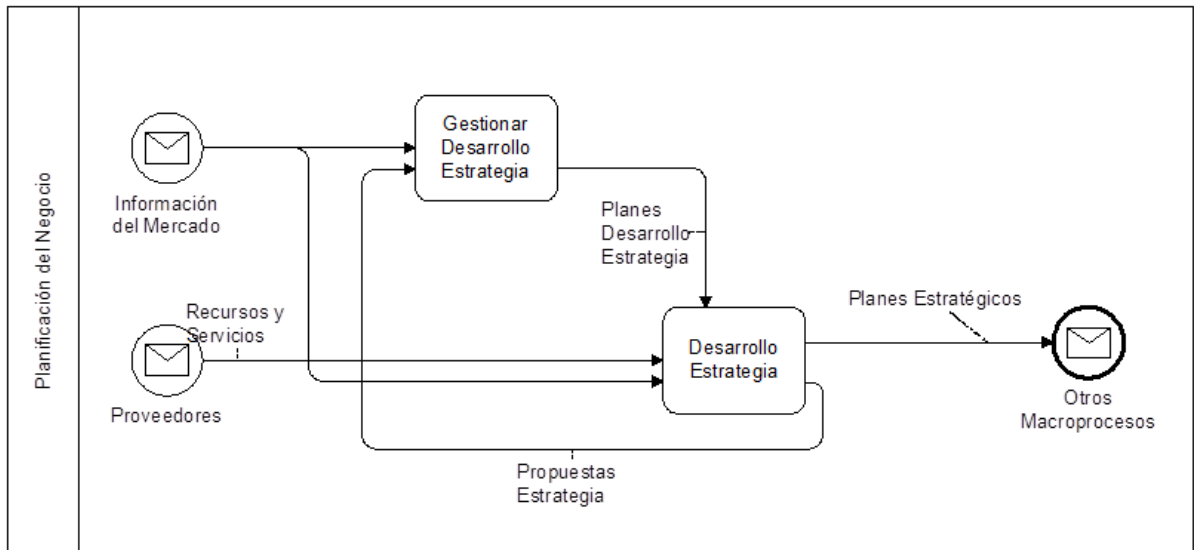 Planificación del Negocio
Gestionar
Desarrollo
Estrategia
Información
del Mercado
Planes
Desarrollo
Estrategia
Recursos y
Servicios
Planes Estratégicos
Desarrollo
Estrategia
Proveedores
Otros
Macroprocesos
Propuestas
Estrategia